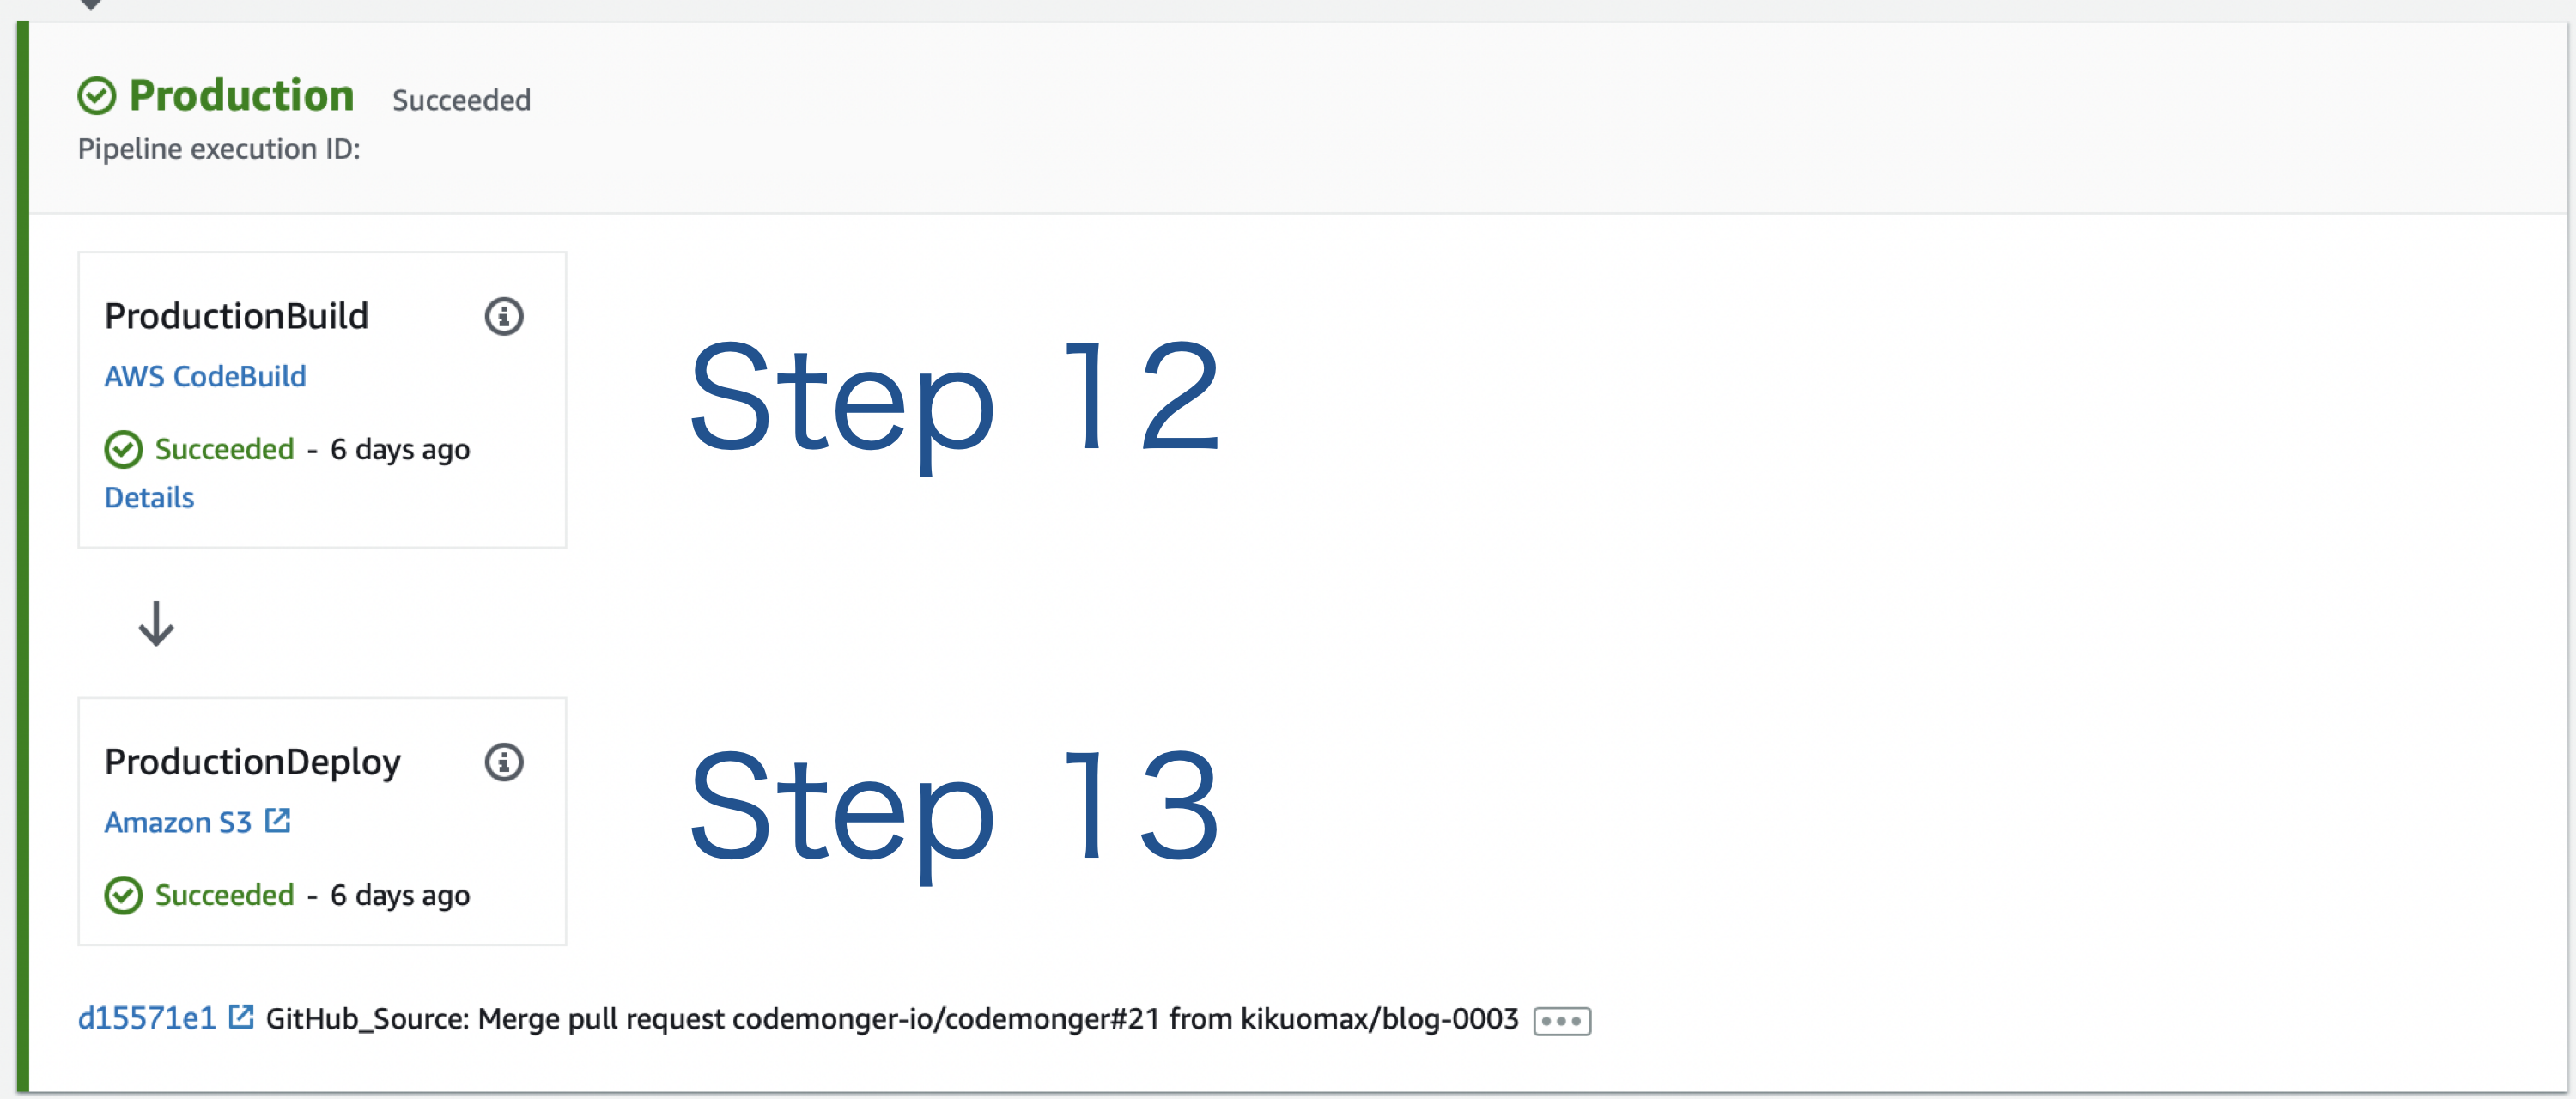 Production Succeeded
Pipeline execution ID:
ProductionBuild
AWS CodeBuild
Succeeded - 6 days ago
Details
Step 12
ProductionDeploy
Amazon S3
Succeeded - 6 days ago
Step 13
d15571e1 GitHub_Source: Merge pull request codemonger-io/codemonger#21 from kikuomax/blog-0003